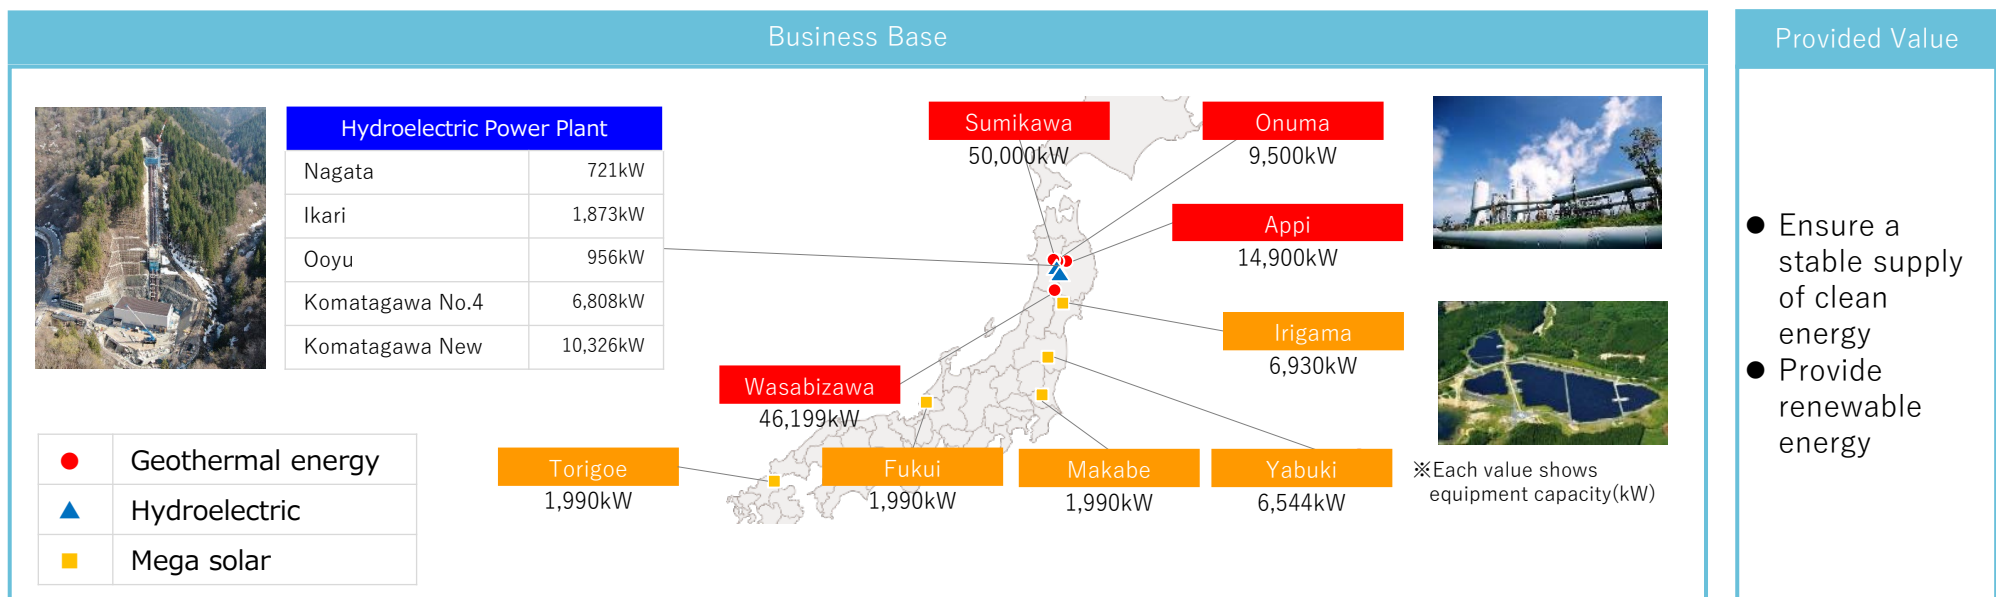 Business Base
Provided Value
Hydroelectric Power Plant
Nagata 721kW
Ikari 1,873kW
Ooyu 956kW
Komatagawa No.4 6,808kW
Komatagawa New 10,326kW
Sumikawa
50,000kW
Onuma
9,500kW
Appi
14,900kW
Irigama
6,930kW
Wasabizawa
46,199kW
Torigoe
1,990kW
Fukui
1,990kW
Makabe
1,990kW
Yabuki
6,544kW
※Each value shows
equipment capacity(kW)
Geothermal energy
Hydroelectric
Mega solar
● Ensure a
stable supply
of clean
energy
● Provide
renewable
energy